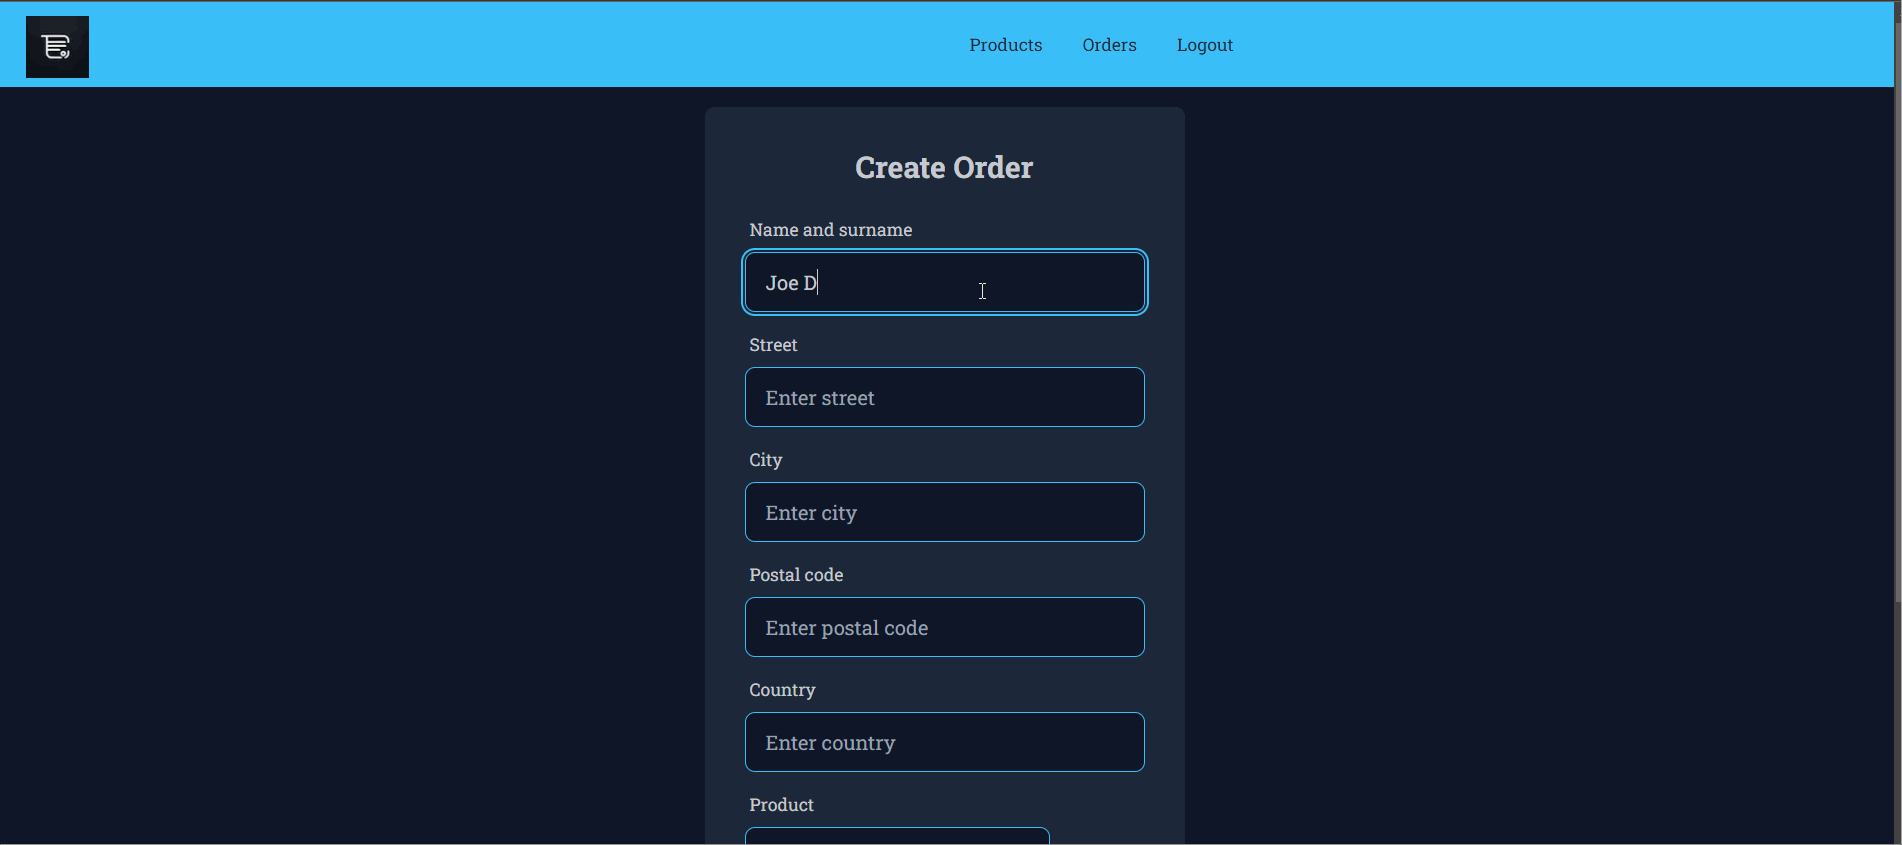 Products Orders Logout
Create Order
Name and surname
Joe D
Street
Enter street
City
Enter city
Postal code
Enter postal code
Country
Enter country
Product